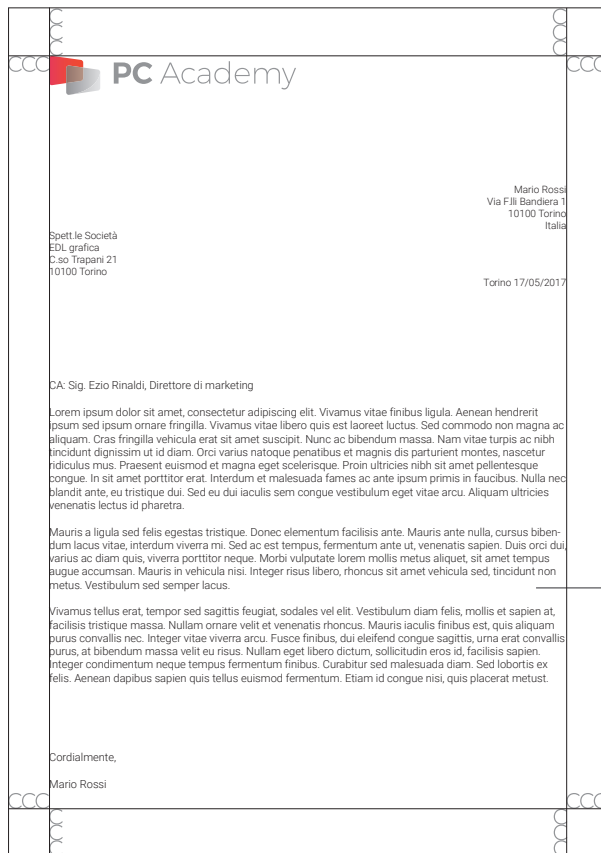 PC Academy
Mario Rossi
Via F.lli Bandiera 1
10100 Torino
Italia
Spett.le Società
EDL grafica
C.so Trapani 21
10100 Torino
Torino 17/05/2017
CA: Sig. Ezio Rinaldi, Direttore di marketing
Lorem ipsum dolor sit amet, consectetur adipiscing elit. Vivamus vitae finibus ligula. Aenean hendrerit
ipsum sed ipsum ornare fringilla. Vivamus vitae libero quis est laoreet luctus. Sed commodo non magna ac
aliquam. Cras fringilla vehicula erat sit amet suscipit. Nunc ac bibendum massa. Nam vitae turpis ac nibh
tincidunt dignissim ut id diam. Orci varius natoque penatibus et magnis dis parturient montes, nascetur
ridiculus mus. Praesent euismod et magna eget scelerisque. Proin ultricies nibh sit amet pellentesque
congue. In sit amet porttitor erat. Interdum et malesuada fames ac ante ipsum primis in faucibus. Nulla nec
blandit ante, eu tristique dui. Sed eu dui iaculis sem congue vestibulum eget vitae arcu. Aliquam ultricies
venenatis lectus id pharetra.
Mauris a ligula sed felis egestas tristique. Donec elementum facilisis ante. Mauris ante nulla, cursus biben-
dum lacus vitae, interdum viverra mi. Sed ac est tempus, fermentum ante ut, venenatis sapien. Duis orci dui,
varius ac diam quis, viverra porttitor neque. Morbi vulputate lorem mollis metus aliquet, sit amet tempus
augue accumsan. Mauris in vehicula nisi. Integer risus libero, rhoncus sit amet vehicula sed, tincidunt non
metus. Vestibulum sed semper lacus.
Vivamus tellus erat, tempor sed sagittis feugiat, sodales vel elit. Vestibulum diam felis, mollis et sapien at,
facilisis tristique massa. Nullam ornare velit et venenatis rhoncus. Mauris iaculis finibus est, quis aliquam
purus convallis nec. Integer vitae viverra arcu. Fusce finibus, dui eleifend congue sagittis, urna erat convallis
purus, at bibendum massa velit eu risus. Nullam eget libero dictum, sollicitudin eros id, facilisis sapien.
Integer condimentum neque tempus fermentum finibus. Curabitur sed malesuada diam. Sed lobortis ex
felis. Aenean dapibus sapien quis tellus euismod fermentum. Etiam id congue nisi, quis placerat metust.
Cordialmente,
Mario Rossi